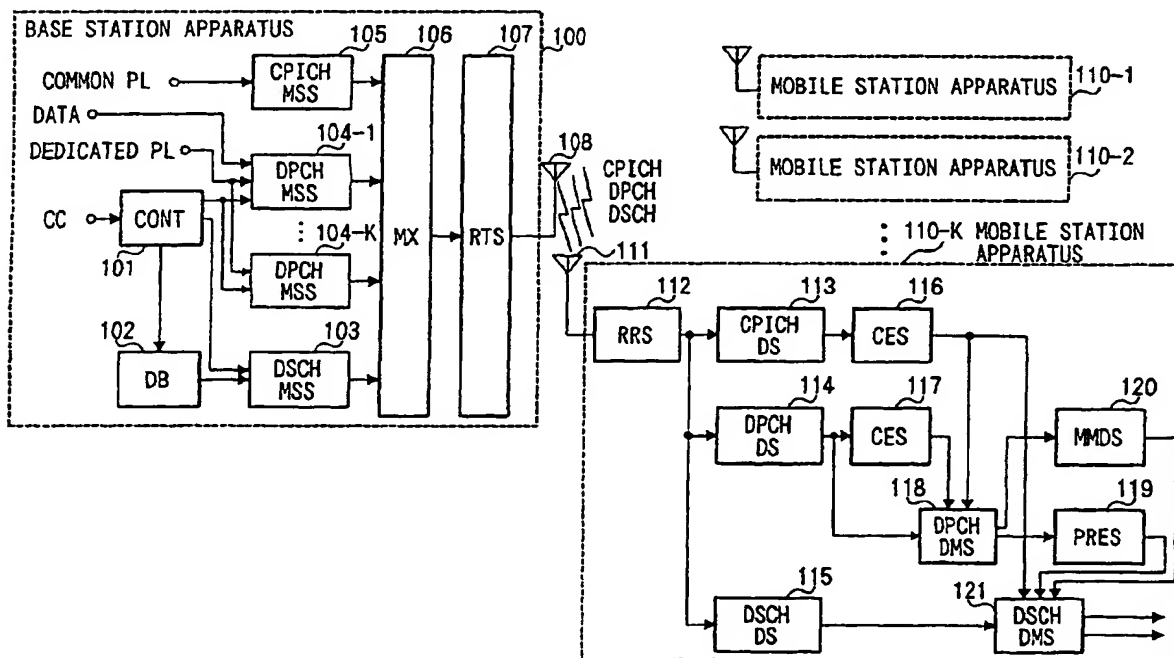 BASE STATION APPARATUS
105
106
107
100
COMMON PL
CPICH
MSS
DATA
104-1
DEDICATED PL
DPCH
MSS
CC
CONT
101
104-K
DPCH
MSS
MX
RTS
102
DB
103
DSCH
MSS
108
CPICH
DPCH
DSCH
111
MOBILE STATION APPARATUS
110-1
MOBILE STATION APPARATUS
110-2
110-K MOBILE STATION
APPARATUS
112
RRS
113
CPICH
DS
116
CES
114
DPCH
DS
117
CES
120
MMDS
118
DPCH
DMS
119
PRES
115
DSCH
DS
121
DSCH
DMS